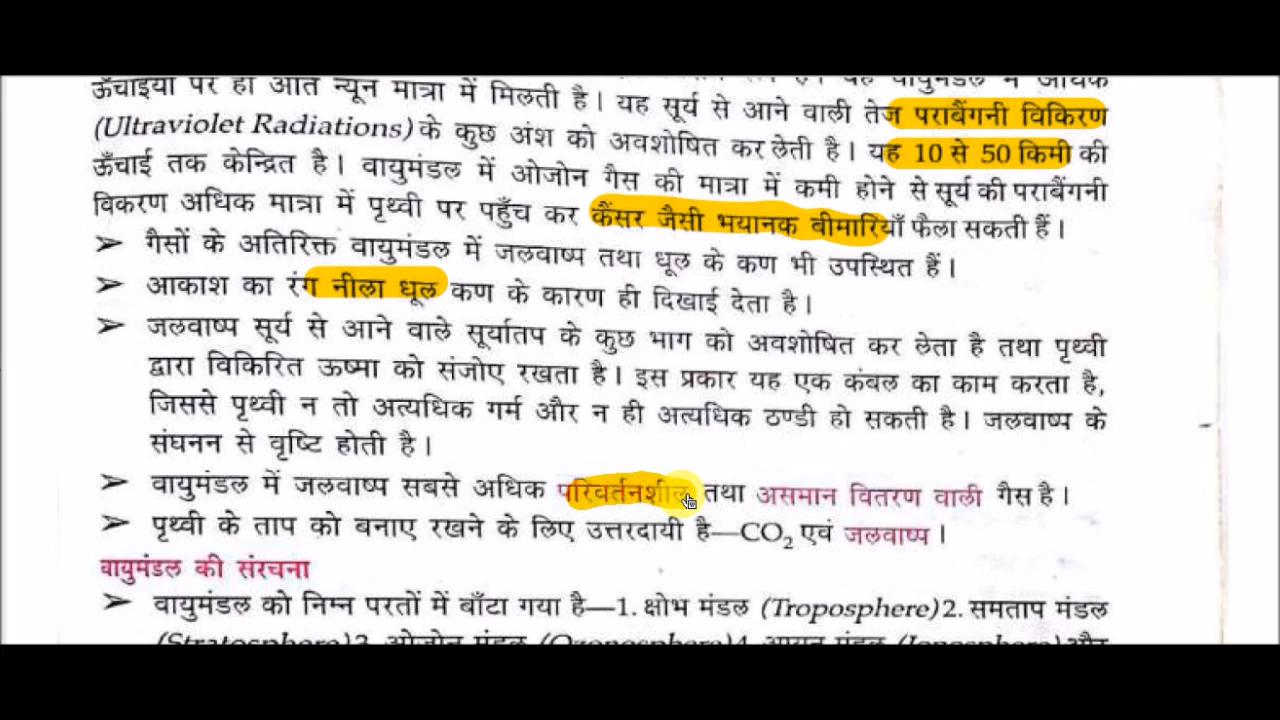 ऊँचाइयों पर ही अति न्यून मात्रा में मिलती है। यह सूर्य से आने वाली तेज पराबैंगनी विकिरण
(Ultraviolet Radiations) के कुछ अंश को अवशोषित कर लेती है। यह 10 से 50 किमी की
ऊँचाई तक केन्द्रित है। वायुमंडल में ओजोन गैस की मात्रा में कमी होने से सूर्य की पराबैंगनी
विकरण अधिक मात्रा में पृथ्वी पर पहुँच कर कैंसर जैसी भयानक बीमारियाँ फैला सकती हैं।
➢ गैसों के अतिरिक्त वायुमंडल में जलवाष्प तथा धूल के कण भी उपस्थित हैं।
➢ आकाश का रंग नीला धूल कण के कारण ही दिखाई देता है।
➢ जलवाष्प सूर्य से आने वाले सूर्यातप के कुछ भाग को अवशोषित कर लेता है तथा पृथ्वी
द्वारा विकिरित ऊष्मा को संजोए रखता है। इस प्रकार यह एक कंबल का काम करता है,
जिससे पृथ्वी न तो अत्यधिक गर्म और न ही अत्यधिक ठण्डी हो सकती है। जलवाष्प के
संघनन से वृष्टि होती है।
➢ वायुमंडल में जलवाष्प सबसे अधिक परिवर्तनशील तथा असमान वितरण वाली गैस है।
➢ पृथ्वी के ताप को बनाए रखने के लिए उत्तरदायी है—CO₂ एवं जलवाष्प।
वायुमंडल की संरचना
➢ वायुमंडल को निम्न परतों में बाँटा गया है—1. क्षोभ मंडल (Troposphere) 2. समताप मंडल
(Stratosphere) 3. ओजोन मंडल (Ozonosphere) 4. आयन मंडल (Ionosphere) और